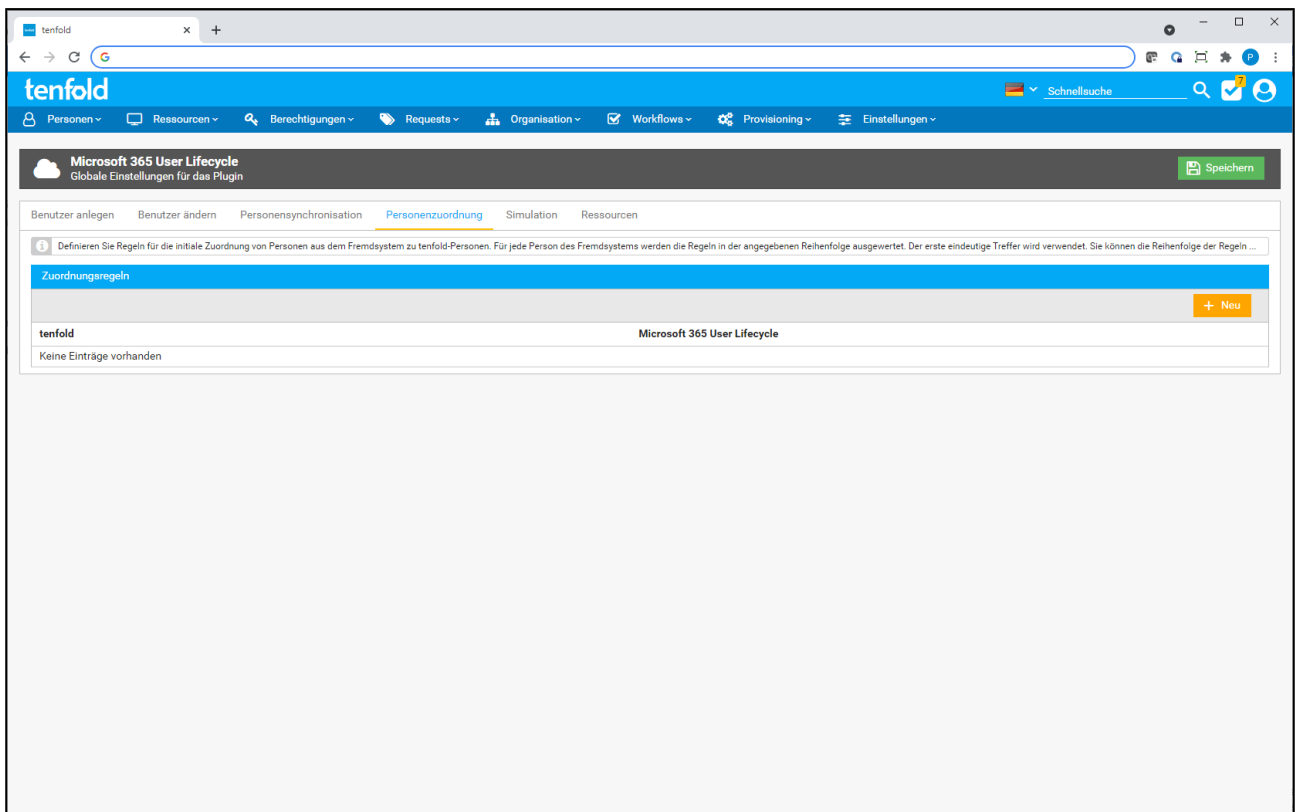 tenfold
tenfold
Schnellsuche
7
P
Personen
Ressourcen
Berechtigungen
Requests
Organisation
Workflows
Provisioning
Einstellungen
Microsoft 365 User Lifecycle
Globale Einstellungen für das Plugin
Speichern
Benutzer anlegen
Benutzer ändern
Personensynchronisation
Personenzuordnung
Simulation
Ressourcen
Definieren Sie Regeln für die initiale Zuordnung von Personen aus dem Fremdsystem zu tenfold-Personen. Für jede Person des Fremdsystems werden die Regeln in der angegebenen Reihenfolge ausgewertet. Der erste eindeutige Treffer wird verwendet. Sie können die Reihenfolge der Regeln ...
Zuordnungsregeln
+ Neu
tenfold
Microsoft 365 User Lifecycle
Keine Einträge vorhanden